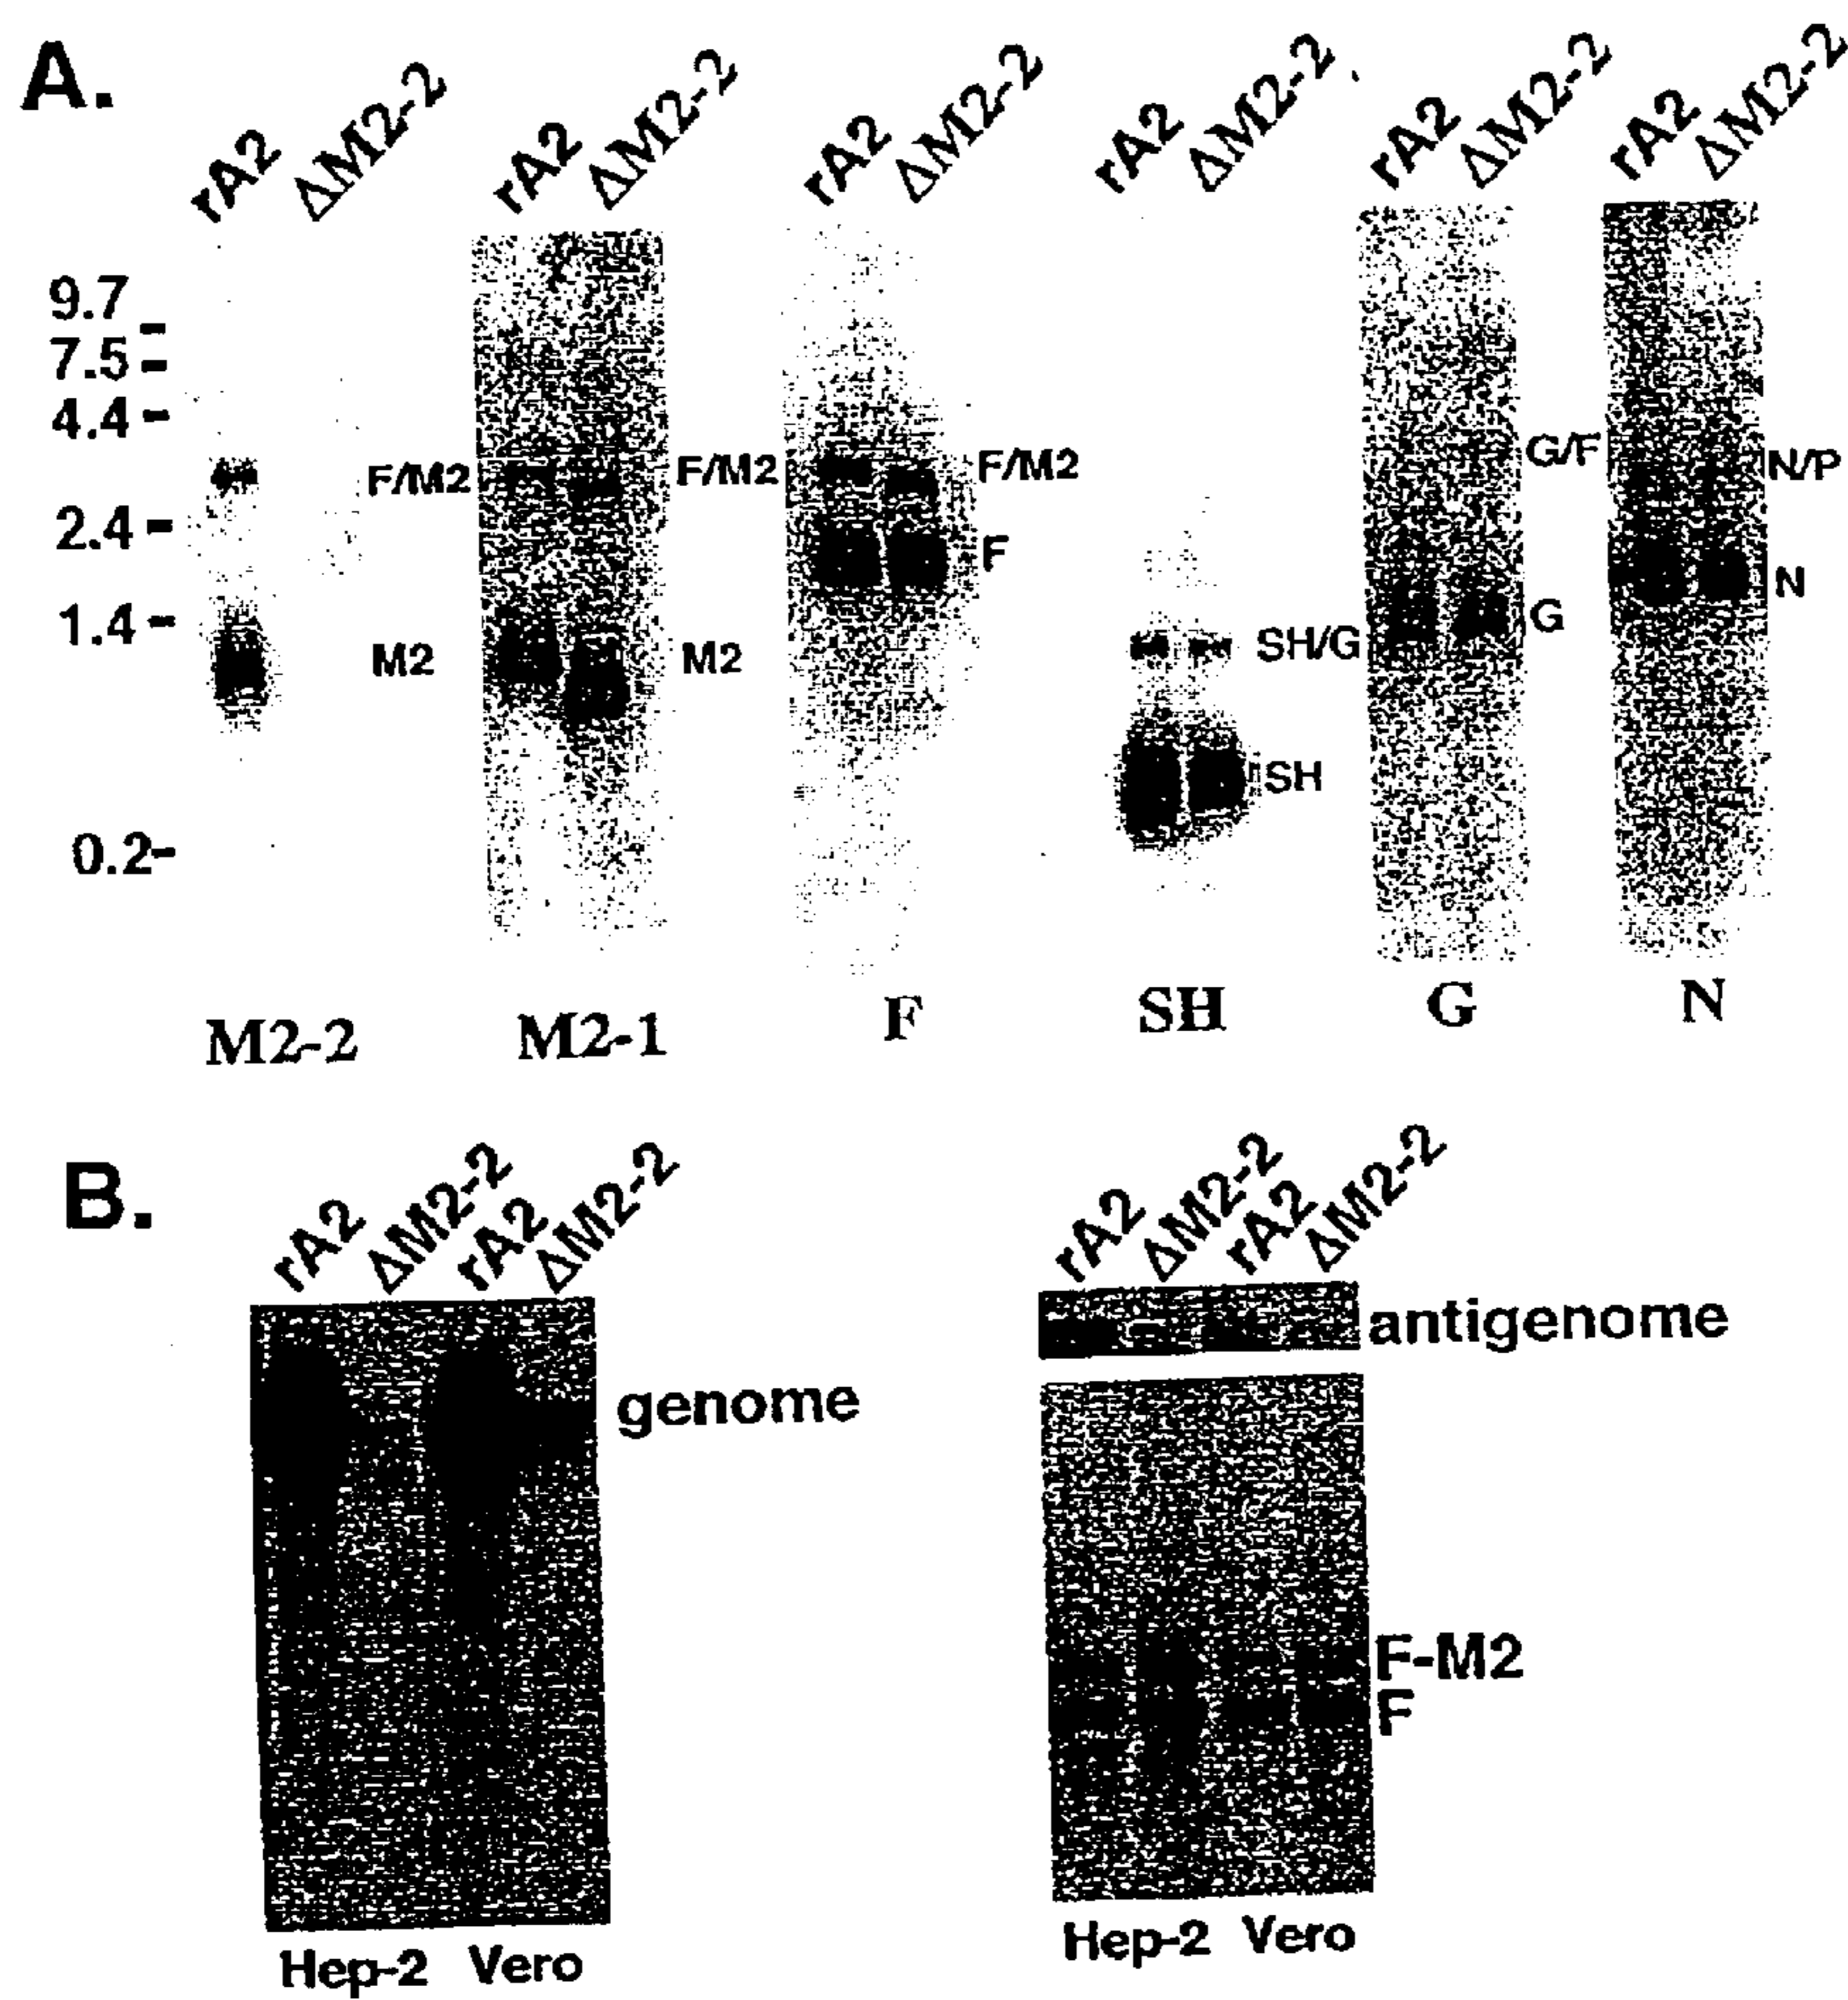 A.
rA2 ΔM2-2 rA2 ΔM2-2 rA2 ΔM2-2 rA2 ΔM2-2 rA2 ΔM2-2 rA2 ΔM2-2
9.7
7.5
4.4
2.4
1.4
0.2
F/M2 F/M2 F/M2 G/F N/P
F N
M2 M2 SH/G G
SH
M2-2 M2-1 F SH G N
B.
rA2 ΔM2-2 rA2 ΔM2-2
genome
Hep-2 Vero
rA2 ΔM2-2 rA2 ΔM2-2
antigenome
F-M2
F
Hep-2 Vero